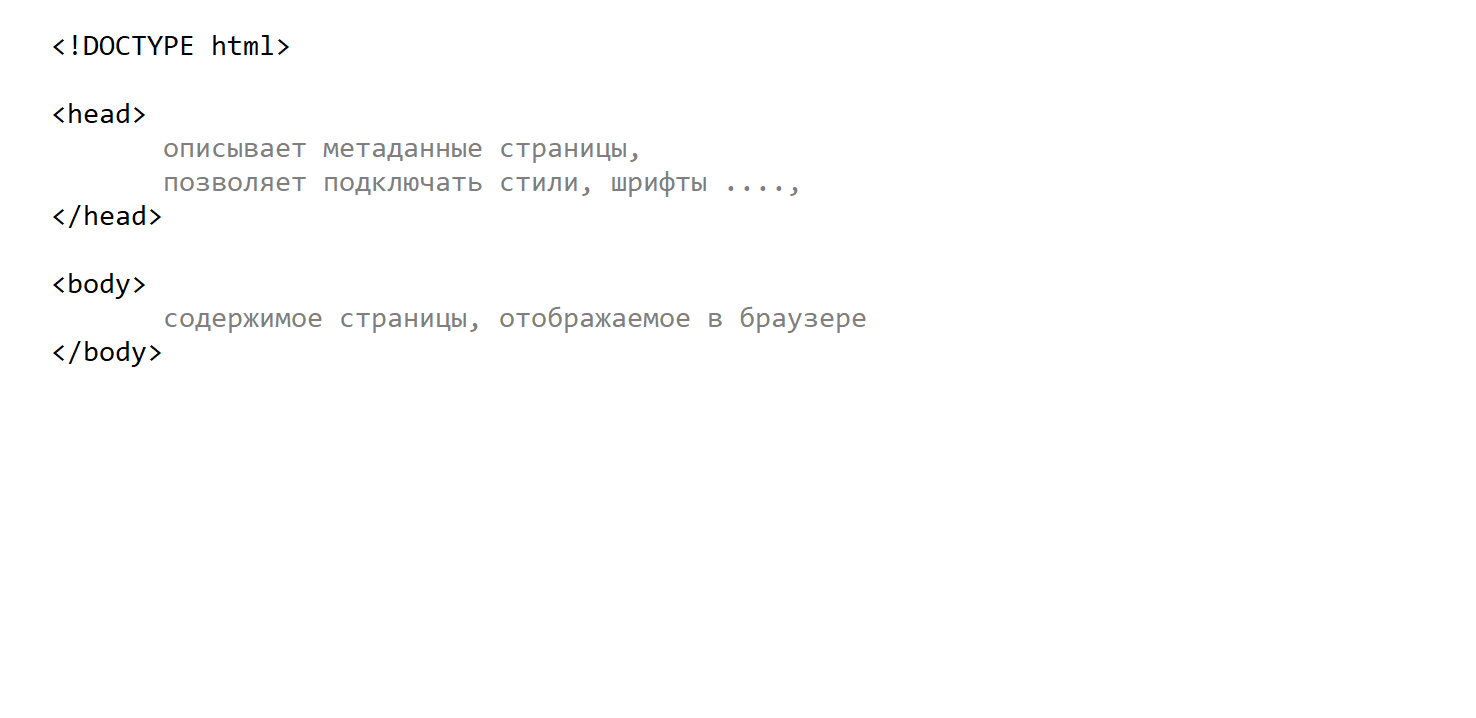 <!DOCTYPE html>
<head>
описывает метаданные страницы,
позволяет подключать стили, шрифты ....,
</head>
<body>
содержимое страницы, отображаемое в браузере
</body>